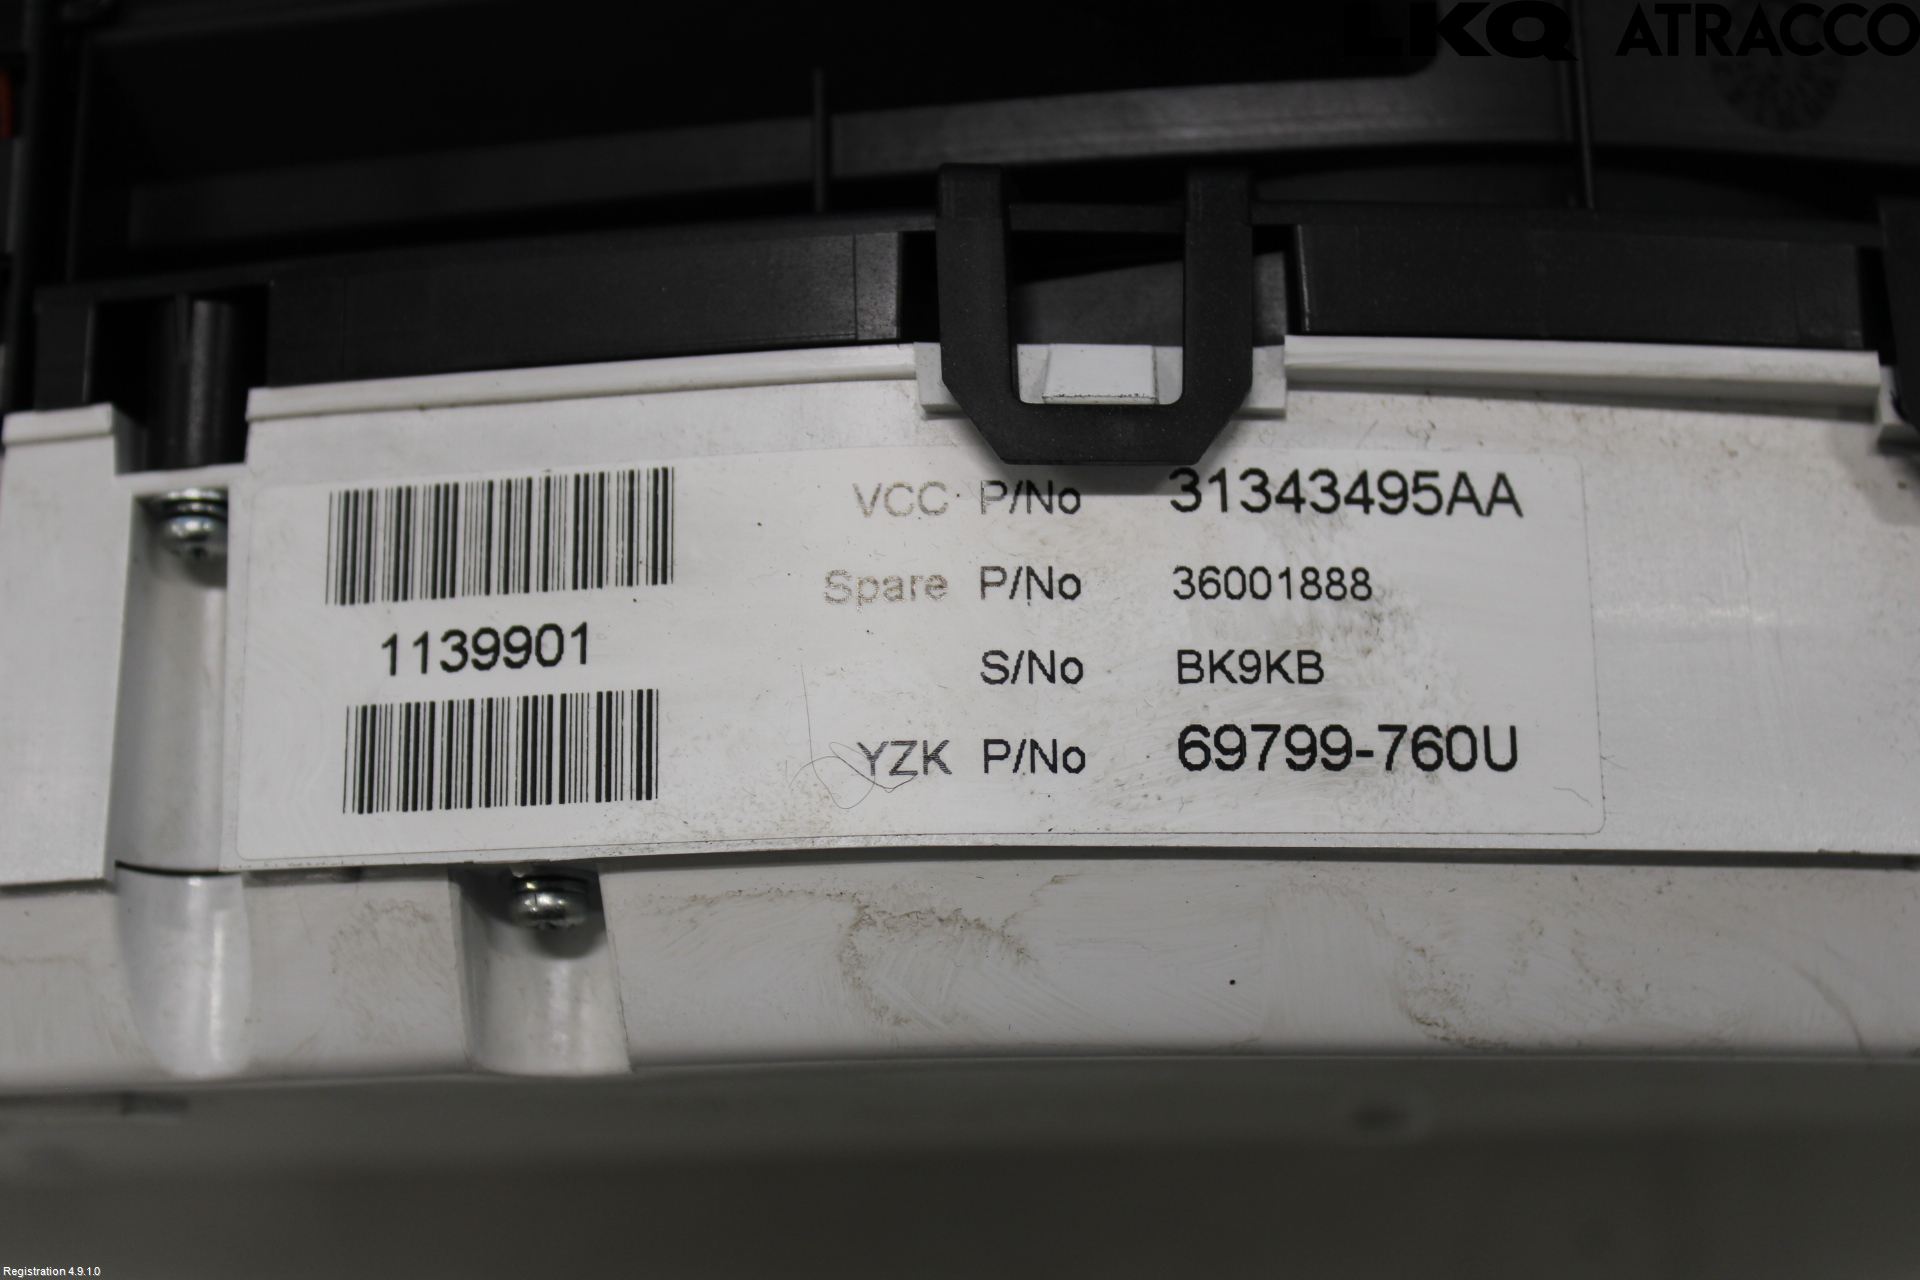 LKQ ATRACCO
VCC P/No 31343495AA
Spare P/No 36001888
1139901
S/No BK9KB
YZK P/No 69799-760U
Registration 4.9.1.0